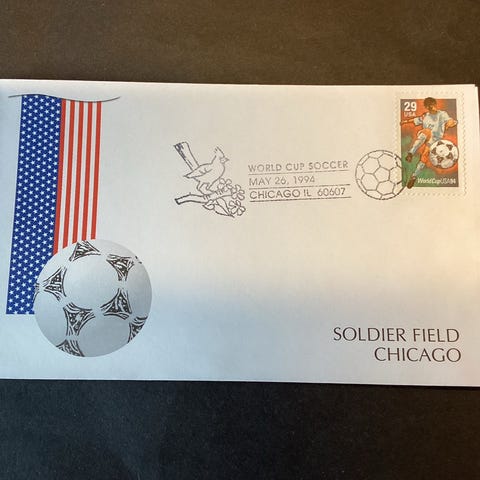 29
USA
WorldCupUSA94
WORLD CUP SOCCER
MAY 26, 1994
CHICAGO IL 60607
SOLDIER FIELD
CHICAGO